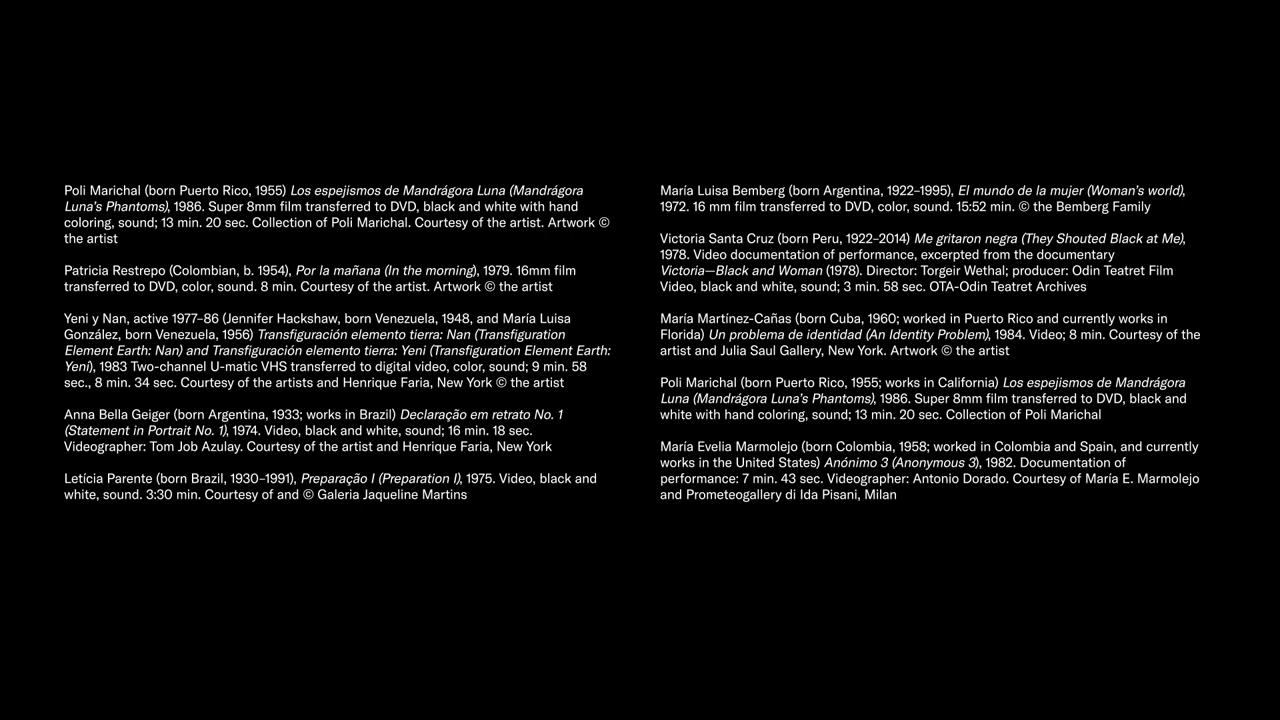 Poli Marichal (born Puerto Rico, 1955) Los espejismos de Mandrágora Luna (Mandrágora
Luna's Phantoms), 1986. Super 8mm film transferred to DVD, black and white with hand
coloring, sound; 13 min. 20 sec. Collection of Poli Marichal. Courtesy of the artist. Artwork ©
the artist
Patricia Restrepo (Colombian, b. 1954), Por la mañana (In the morning), 1979. 16mm film
transferred to DVD, color, sound. 8 min. Courtesy of the artist. Artwork © the artist
Yeni y Nan, active 1977–86 (Jennifer Hackshaw, born Venezuela, 1948, and María Luisa
González, born Venezuela, 1956) Transfiguración elemento tierra: Nan (Transfiguration
Element Earth: Nan) and Transfiguración elemento tierra: Yeni (Transfiguration Element Earth:
Yeni), 1983 Two-channel U-matic VHS transferred to digital video, color, sound; 9 min. 58
sec., 8 min. 34 sec. Courtesy of the artists and Henrique Faria, New York © the artist
Anna Bella Geiger (born Argentina, 1933; works in Brazil) Declaração em retrato No. 1
(Statement in Portrait No. 1), 1974. Video, black and white, sound; 16 min. 18 sec.
Videographer: Tom Job Azulay. Courtesy of the artist and Henrique Faria, New York
Letícia Parente (born Brazil, 1930–1991), Preparação I (Preparation I), 1975. Video, black and
white, sound. 3:30 min. Courtesy of and © Galeria Jaqueline Martins
María Luisa Bemberg (born Argentina, 1922–1995), El mundo de la mujer (Woman's world),
1972. 16 mm film transferred to DVD, color, sound. 15:52 min. © the Bemberg Family
Victoria Santa Cruz (born Peru, 1922–2014) Me gritaron negra (They Shouted Black at Me),
1978. Video documentation of performance, excerpted from the documentary
Victoria—Black and Woman (1978). Director: Torgeir Wethal; producer: Odin Teatret Film
Video, black and white, sound; 3 min. 58 sec. OTA-Odin Teatret Archives
María Martínez-Cañas (born Cuba, 1960; worked in Puerto Rico and currently works in
Florida) Un problema de identidad (An Identity Problem), 1984. Video; 8 min. Courtesy of the
artist and Julia Saul Gallery, New York. Artwork © the artist
Poli Marichal (born Puerto Rico, 1955; works in California) Los espejismos de Mandrágora
Luna (Mandrágora Luna's Phantoms), 1986. Super 8mm film transferred to DVD, black and
white with hand coloring, sound; 13 min. 20 sec. Collection of Poli Marichal
María Evelia Marmolejo (born Colombia, 1958; worked in Colombia and Spain, and currently
works in the United States) Anónimo 3 (Anonymous 3), 1982. Documentation of
performance: 7 min. 43 sec. Videographer: Antonio Dorado. Courtesy of María E. Marmolejo
and Prometeogallery di Ida Pisani, Milan